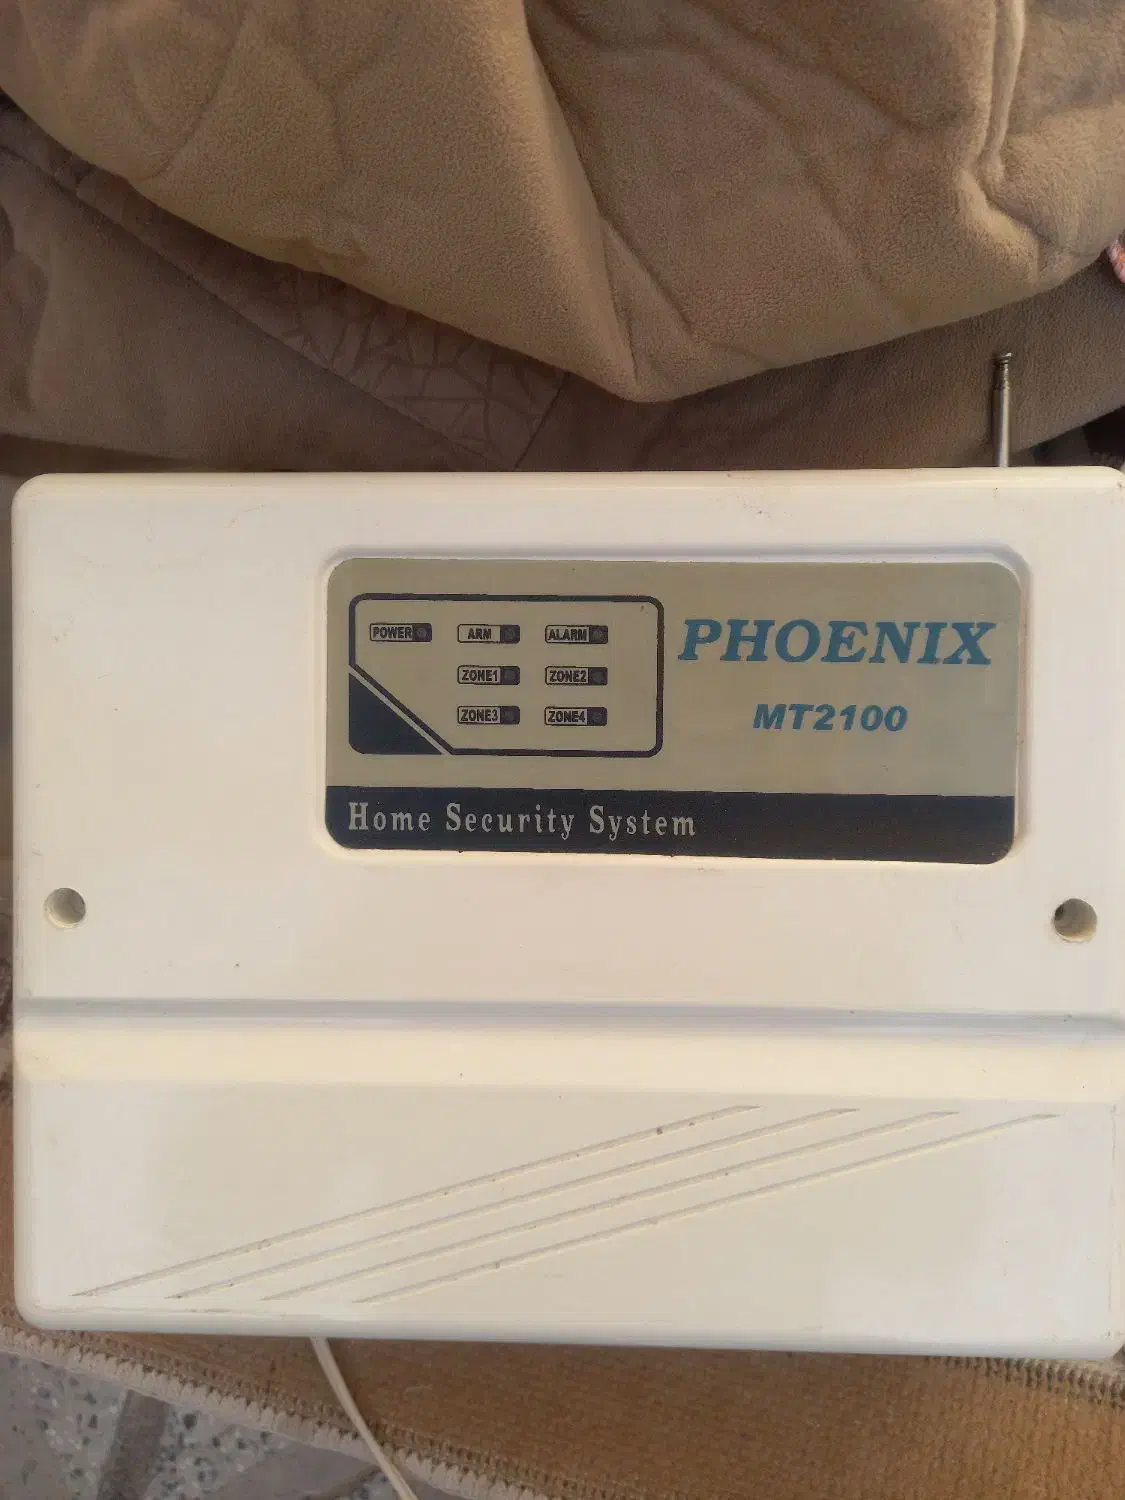 POWER ARM ALARM
ZONE1 ZONE2
ZONE3 ZONE4
PHOENIX
MT2100
Home Security System